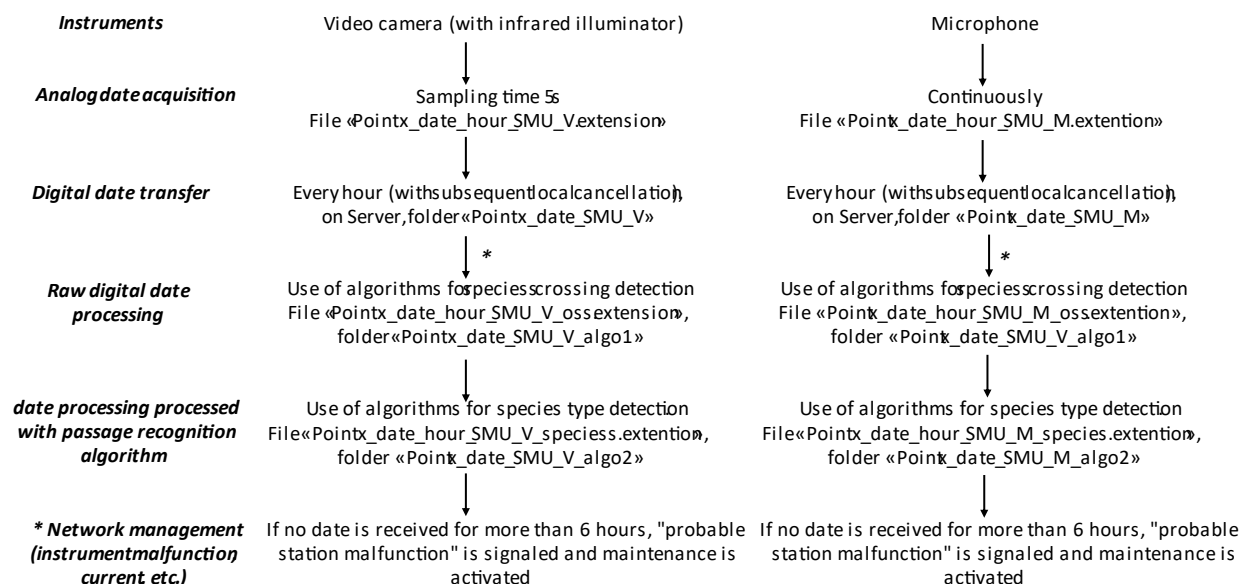 Instruments
Video camera (with infrared illuminator)
Microphone
Analog date acquisition
Sampling time 5s
File «Pointx_date_hour_SMU_V.extension»
Continuously
File «Pointx_date_hour_SMU_M.extention»
Digital date transfer
Every hour (with subsequent local cancellation),
on Server, folder «Pointx_date_SMU_V»
Every hour (with subsequent local cancellation),
on Server, folder «Pointx_date_SMU_M»
*
*
Raw digital date
processing
Use of algorithms for speciess crossing detection
File «Pointx_date_hour_SMU_V_oss.extension»,
folder «Pointx_date_SMU_V_algo1»
Use of algorithms for speciess crossing detection
File «Pointx_date_hour_SMU_M_oss.extention»,
folder «Pointx_date_SMU_V_algo1»
date processing processed
with passage recognition
algorithm
Use of algorithms for species type detection.
File «Pointx_date_hour_SMU_V_speciess.extention»,
folder «Pointx_date_SMU_V_algo2»
Use of algorithms for species type detection.
File «Pointx_date_hour_SMU_M_species.extention»,
folder «Pointx_date_SMU_M_algo2»
* Network management
(instrument malfunction,
current, etc.)
If no date is received for more than 6 hours, "probable
station malfunction" is signaled and maintenance is
activated
If no date is received for more than 6 hours, "probable
station malfunction" is signaled and maintenance is
activated